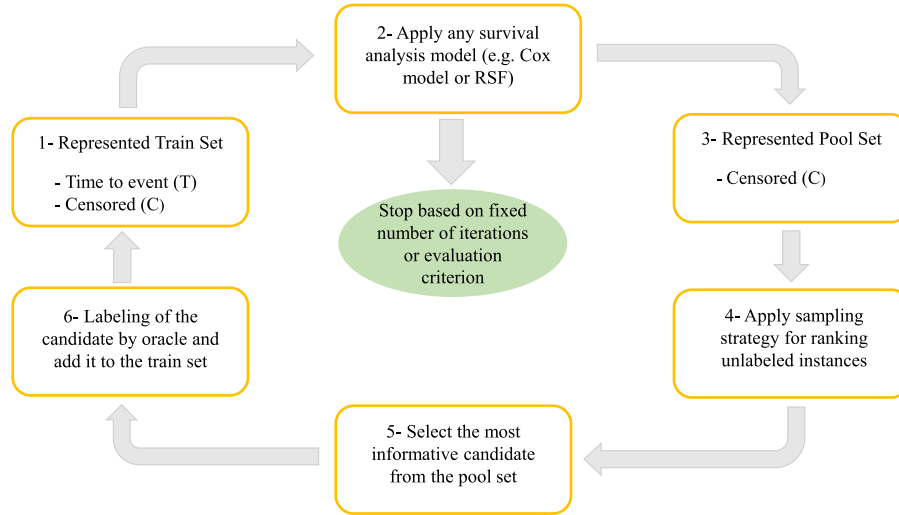 1- Represented Train Set
- Time to event (T)
- Censored (C)
2- Apply any survival
analysis model (e.g. Cox
model or RSF)
3- Represented Pool Set
- Censored (C)
Stop based on fixed
number of iterations
or evaluation
criterion
4- Apply sampling
strategy for ranking
unlabeled instances
5- Select the most
informative candidate
from the pool set
6- Labeling of the
candidate by oracle and
add it to the train set